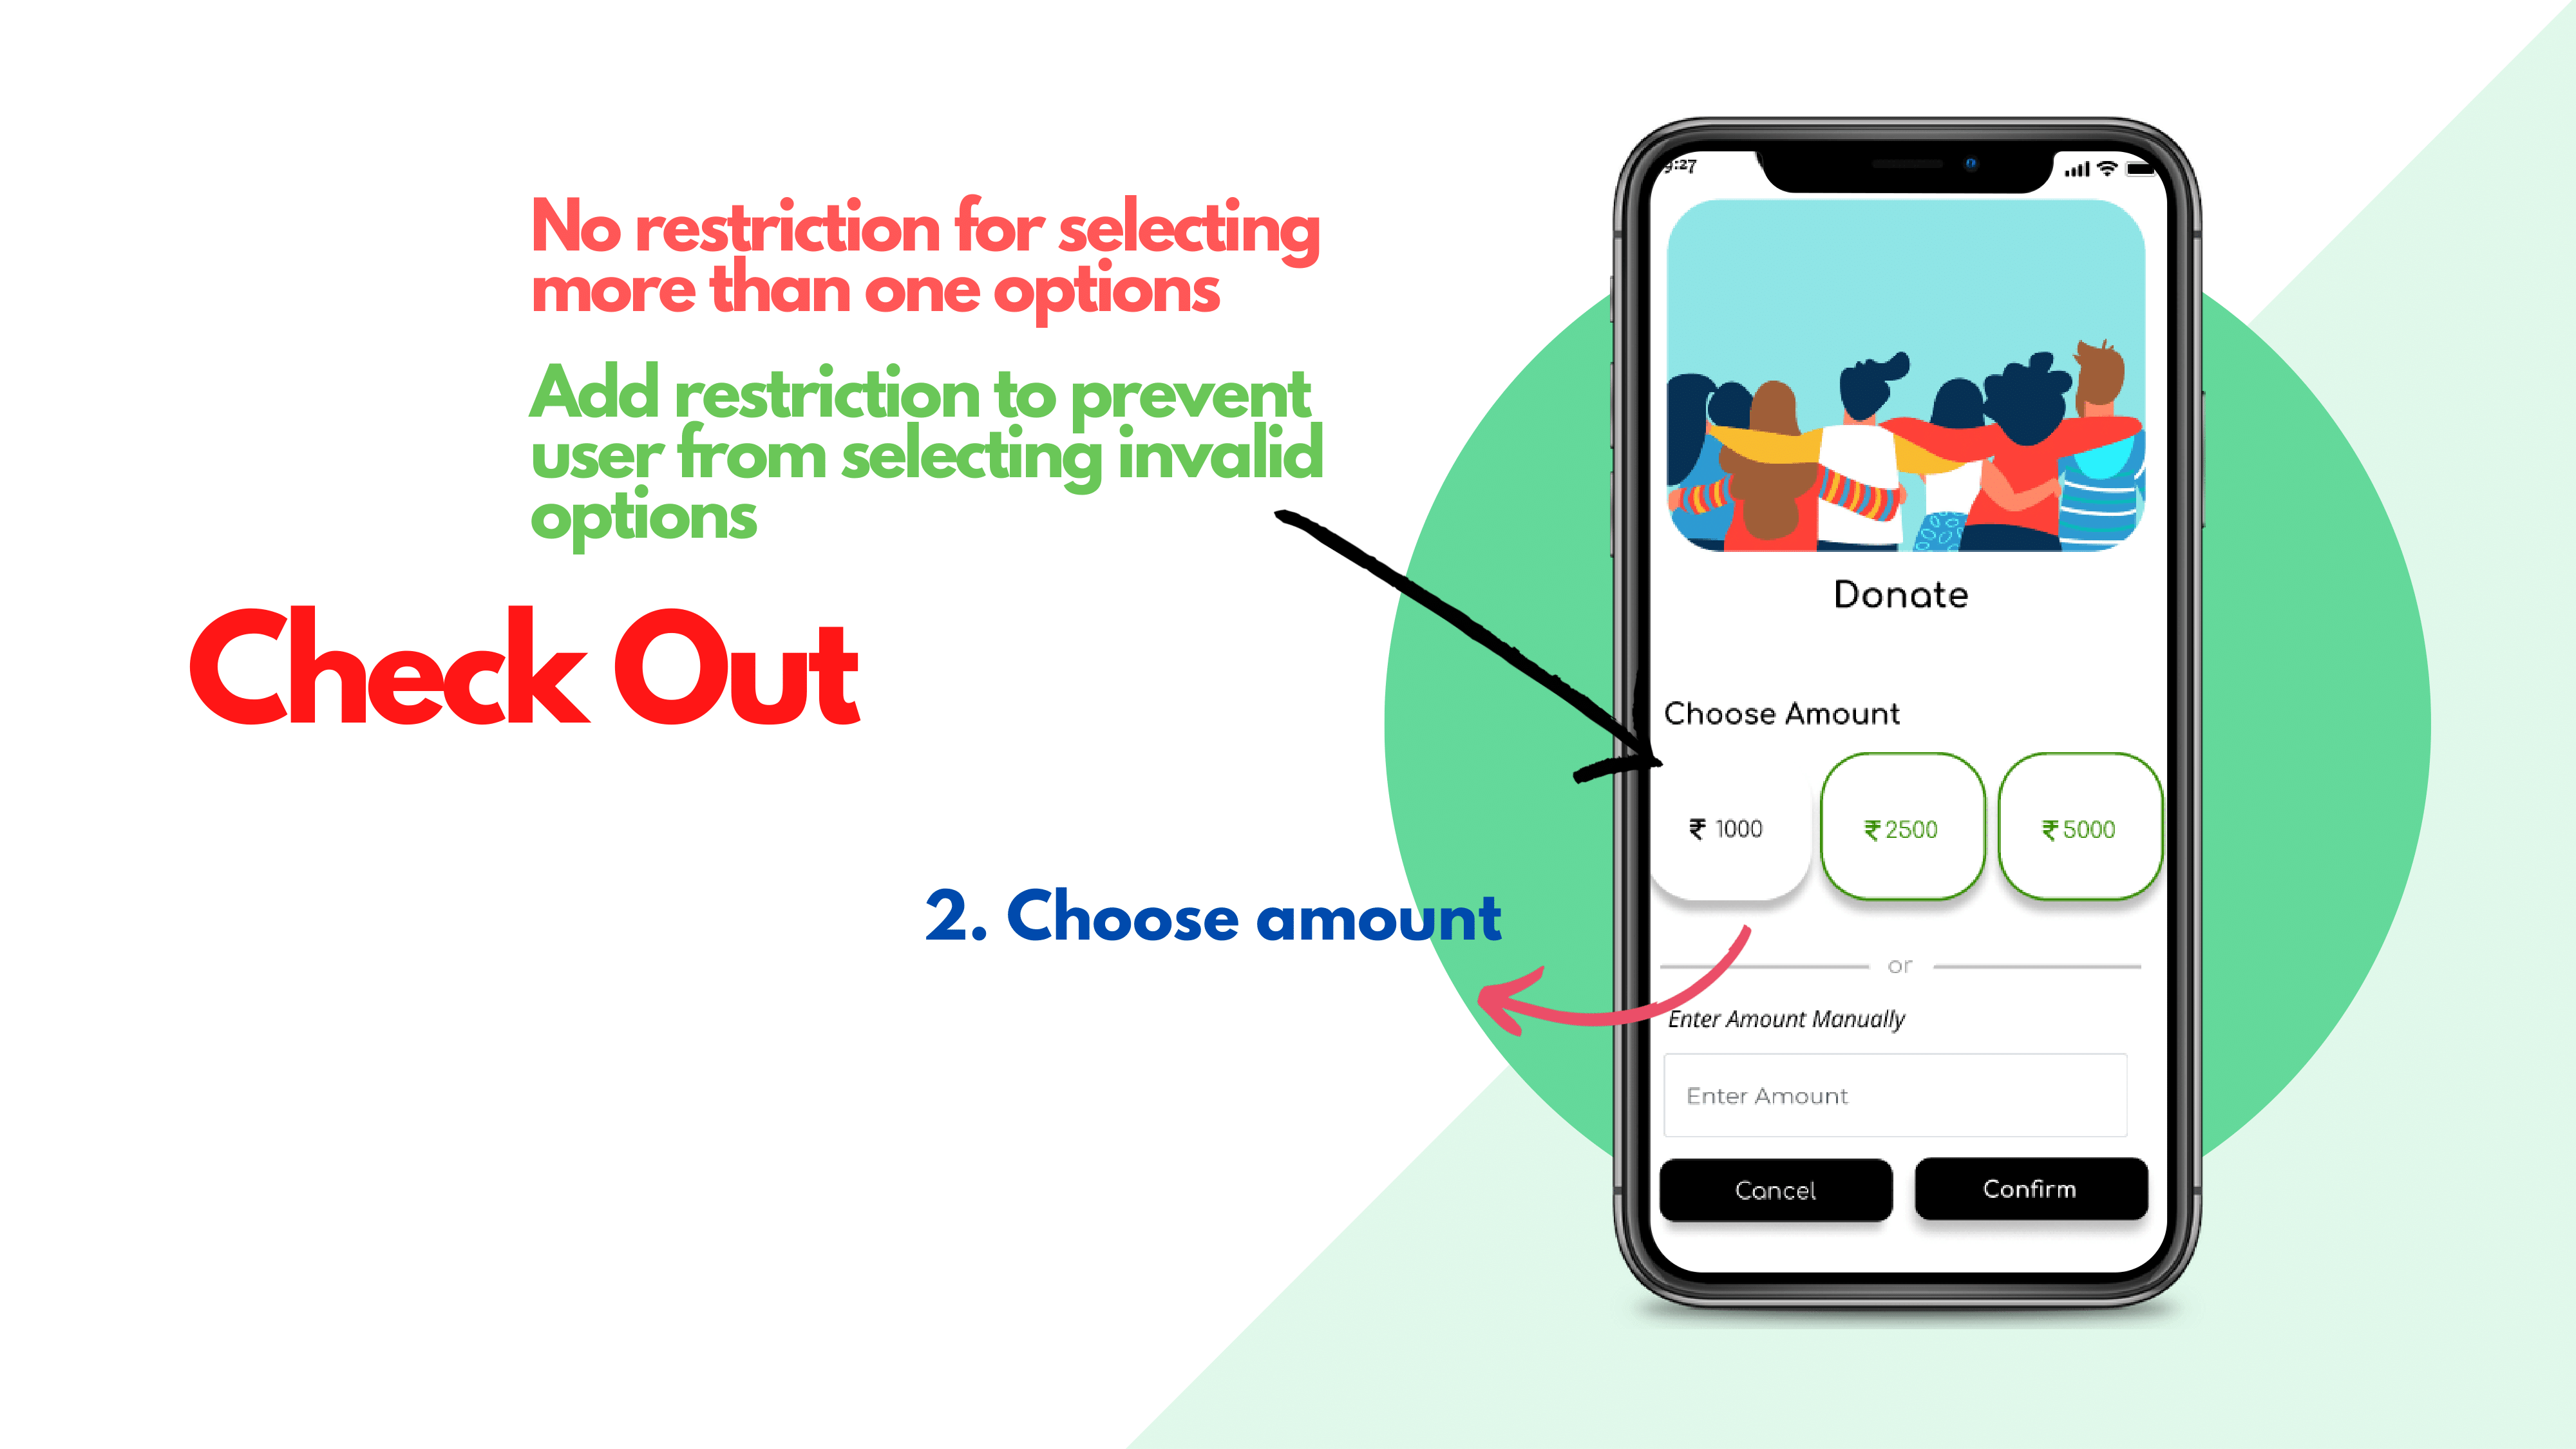 No restriction for selecting
more than one options
Add restriction to prevent
user from selecting invalid
options
Check Out
2. Choose amount
9:27
Donate
Choose Amount
₹ 1000
₹ 2500
₹ 5000
or
Enter Amount Manually
Enter Amount
Cancel
Confirm